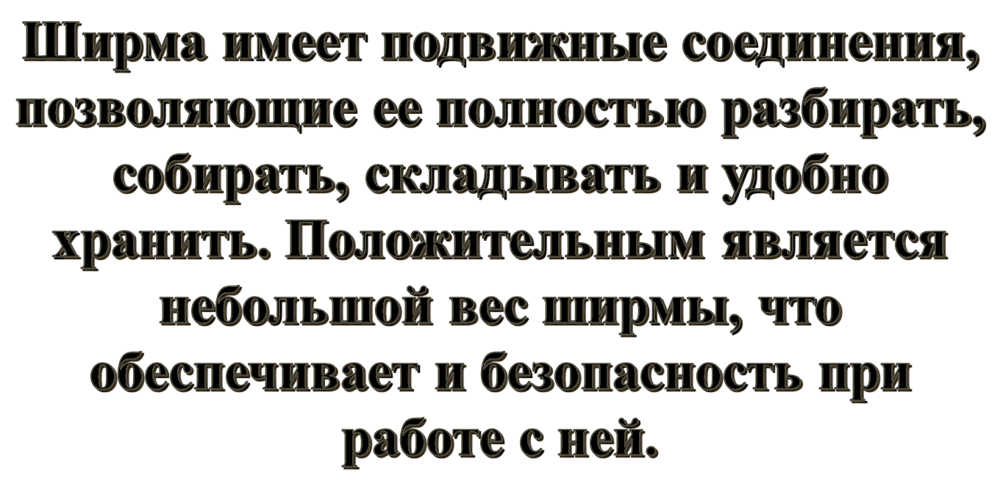 Ширма имеет подвижные соединения,
позволяющие ее полностью разбирать,
собирать, складывать и удобно
хранить. Положительным является
небольшой вес ширмы, что
обеспечивает и безопасность при
работе с ней.